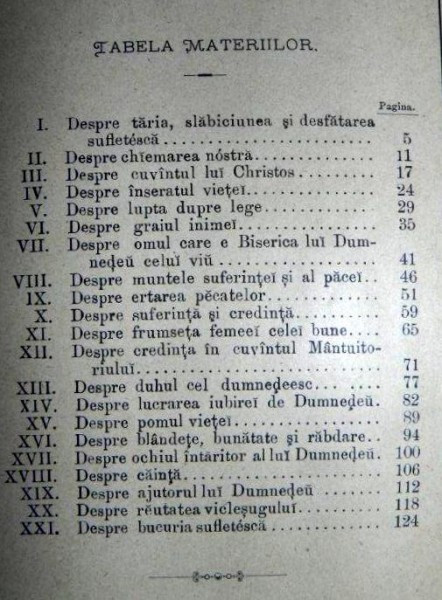 TABELA MATERIILOR.
Pagina.
I. Despre tăria, slăbiciunea și desfătarea
sufletéscă 5
II. Despre chiemarea nóstră 11
III. Despre cuvîntul luĭ Christos 17
IV. Despre înseratul viețeĭ 24
V. Despre lupta dupre lege 29
VI. Despre graiul inimeĭ 35
VII. Despre omul care e Biserica luĭ Dum-
nedeŭ celuĭ viŭ 41
VIII. Despre muntele suferințeĭ și al păceĭ 46
IX. Despre ertarea pĕcatelor 51
X. Despre suferință și credință 59
XI. Despre frumseța femeeĭ celeĭ bune 65
XII. Despre credința în cuvîntul Mântuito-
riuluĭ 71
XIII. Despre duhul cel dumnedeesc 77
XIV. Despre lucrarea iubireĭ de Dumnedeŭ. 82
XV. Despre pomul viețeĭ 89
XVI. Despre blândețe, bunătate și răbdare 94
XVII. Despre ochiul întăritor al luĭ Dumnedeŭ. 100
XVIII. Despre căință 106
XIX. Despre ajutorul luĭ Dumnedeŭ 112
XX. Despre rĕutatea vicleșuguluĭ 118
XXI. Despre bucuria sufletéscă 124